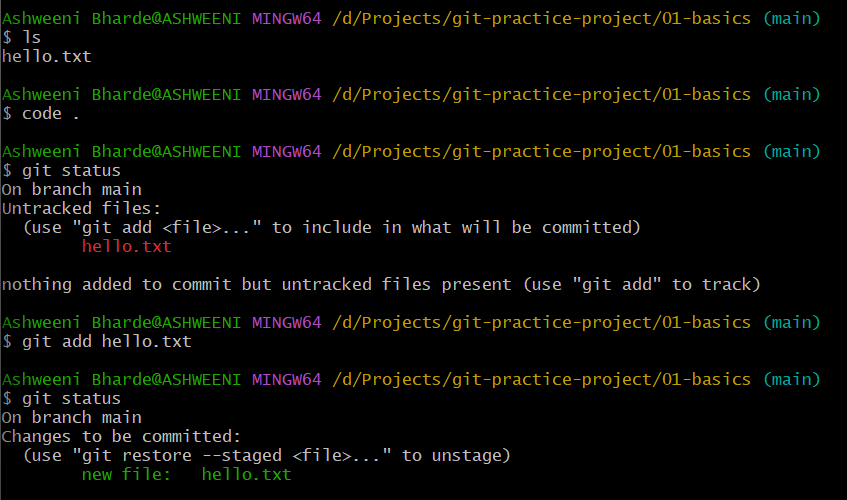 Ashweeni Bharde@ASHWEENI MINGW64 /d/Projects/git-practice-project/01-basics (main)
$ ls
hello.txt
Ashweeni Bharde@ASHWEENI MINGW64 /d/Projects/git-practice-project/01-basics (main)
$ code .
Ashweeni Bharde@ASHWEENI MINGW64 /d/Projects/git-practice-project/01-basics (main)
$ git status
On branch main
Untracked files:
  (use "git add <file>..." to include in what will be committed)
        hello.txt
nothing added to commit but untracked files present (use "git add" to track)
Ashweeni Bharde@ASHWEENI MINGW64 /d/Projects/git-practice-project/01-basics (main)
$ git add hello.txt
Ashweeni Bharde@ASHWEENI MINGW64 /d/Projects/git-practice-project/01-basics (main)
$ git status
On branch main
Changes to be committed:
  (use "git restore --staged <file>..." to unstage)
        new file:   hello.txt